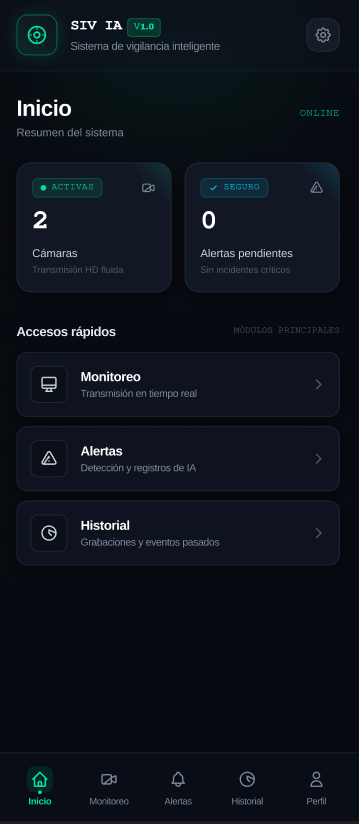 SIV IA V1.0
Sistema de vigilancia inteligente
Inicio
ONLINE
Resumen del sistema
ACTIVAS
2
Cámaras
Transmisión HD fluida
SEGURO
0
Alertas pendientes
Sin incidentes críticos
Accesos rápidos
MÓDULOS PRINCIPALES
Monitoreo
Transmisión en tiempo real
Alertas
Detección y registros de IA
Historial
Grabaciones y eventos pasados
Inicio
Monitoreo
Alertas
Historial
Perfil